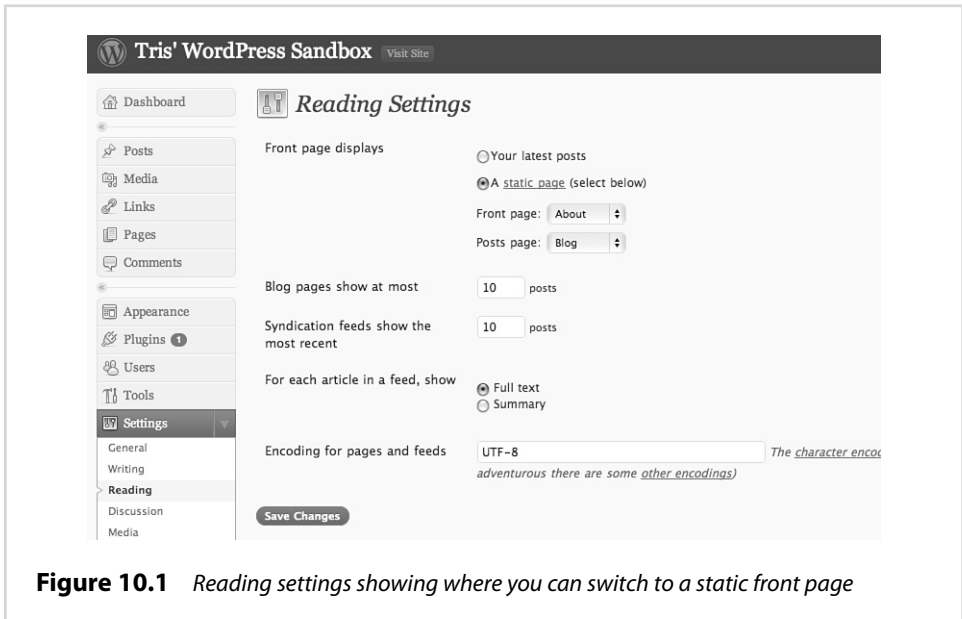 Tris' WordPress Sandbox Visit Site
Dashboard
Posts
Media
Links
Pages
Comments
Appearance
Plugins 1
Users
Tools
Settings
General
Writing
Reading
Discussion
Media
Reading Settings
Front page displays
Your latest posts
A static page (select below)
Front page: About
Posts page: Blog
Blog pages show at most 10 posts
Syndication feeds show the
most recent
10 posts
For each article in a feed, show
Full text
Summary
Encoding for pages and feeds UTF-8 The character
adventurous there are some other encodings)
Save Changes
Figure 10.1 Reading settings showing where you can switch to a static front page